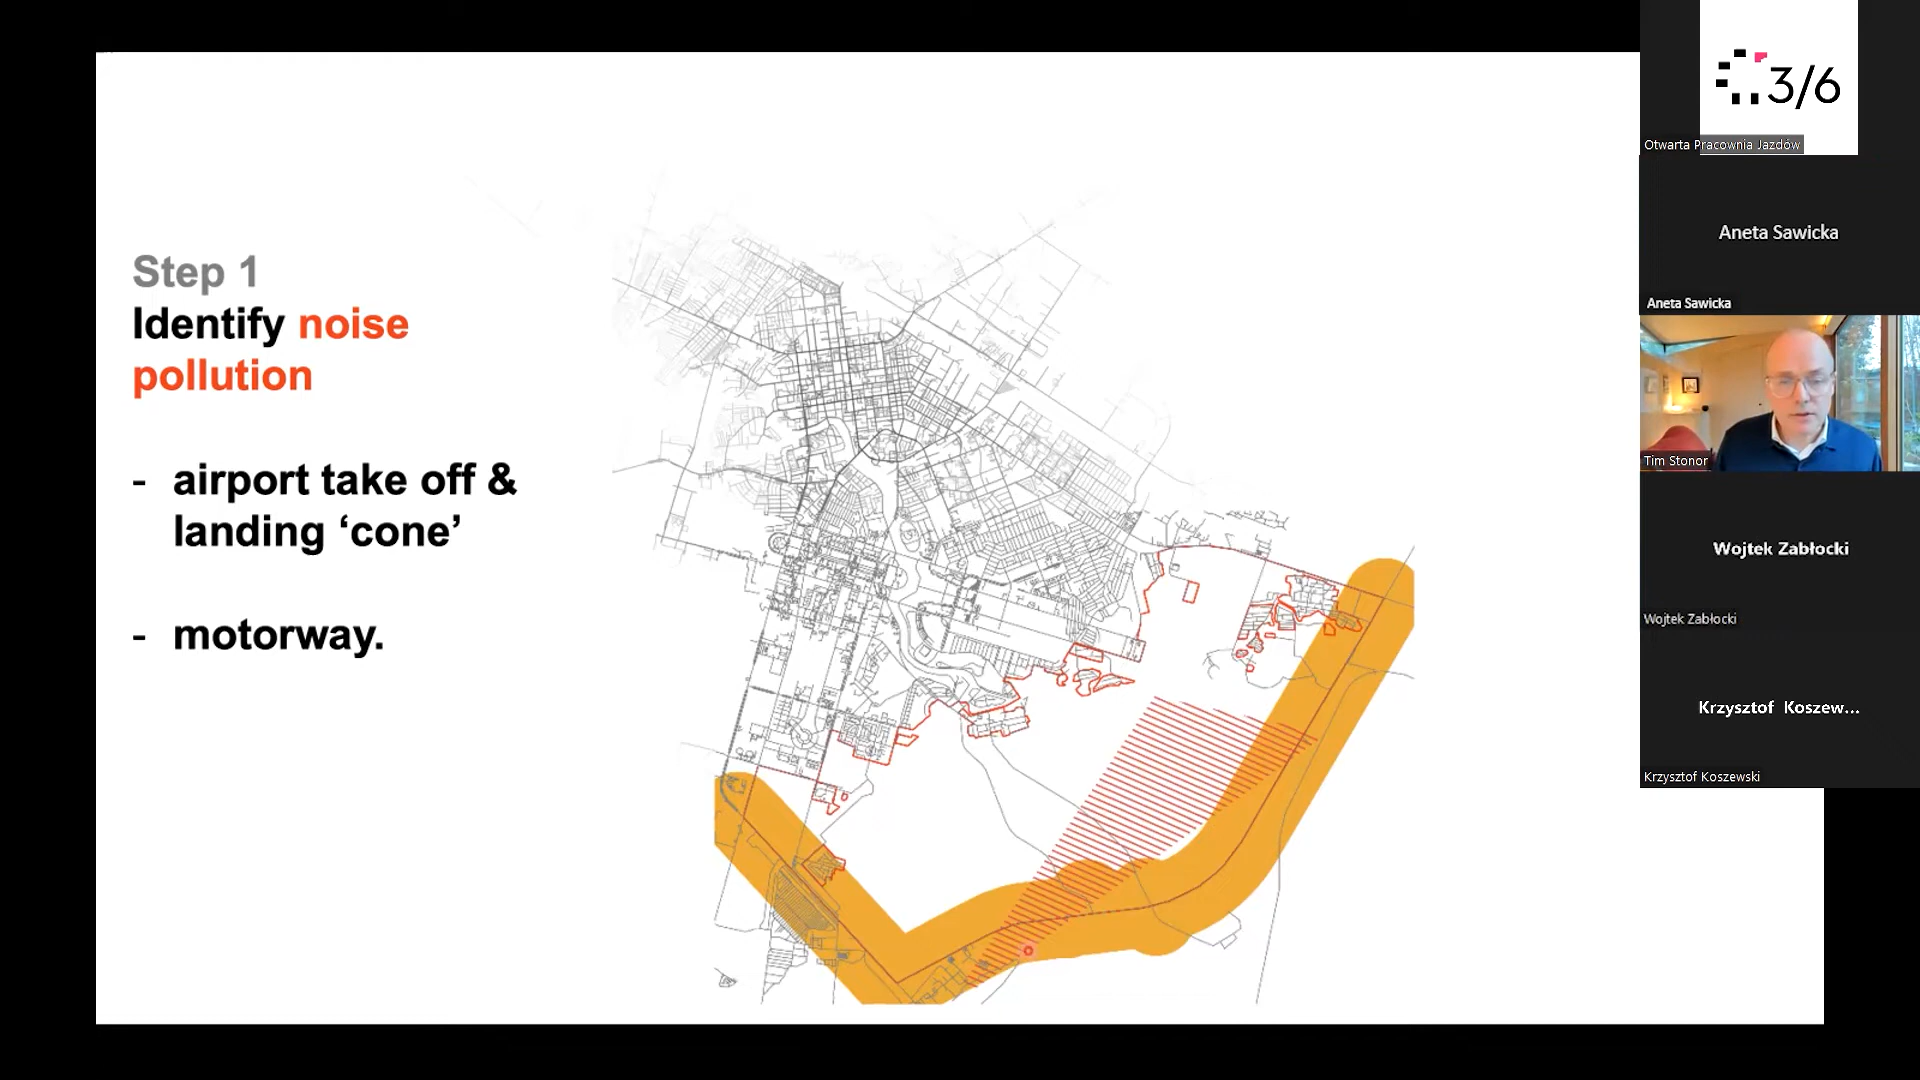 Step 1
Identify noise
pollution
- airport take off &
landing ‘cone’
- motorway.
3/6
Otwarta Pracownia Jazdów
Aneta Sawicka
Aneta Sawicka
Tim Stonor
Wojtek Zabłocki
Wojtek Zabłocki
Krzysztof Koszew...
Krzysztof Koszewski